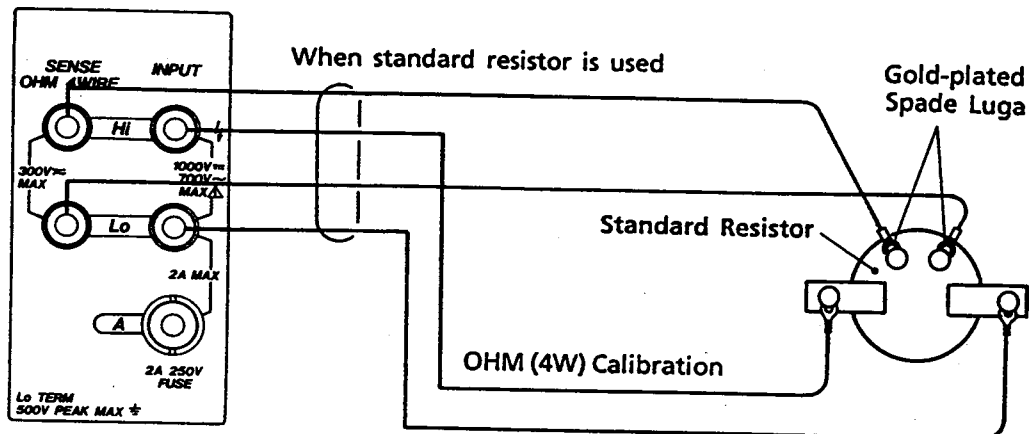 SENSE
OHM 4WIRE
INPUT
When standard resistor is used
Gold-plated
Spade Luga
Hi
300V⎓
MAX
1000V⎓
700V~
MAX⚠
Lo
Standard Resistor
2A MAX
A
2A 250V
FUSE
OHM (4W) Calibration
Lo TERM
500V PEAK MAX ⏚